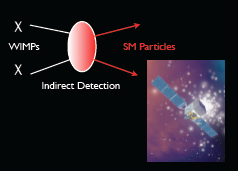 X
WIMPs
SM Particles
X
Indirect Detection